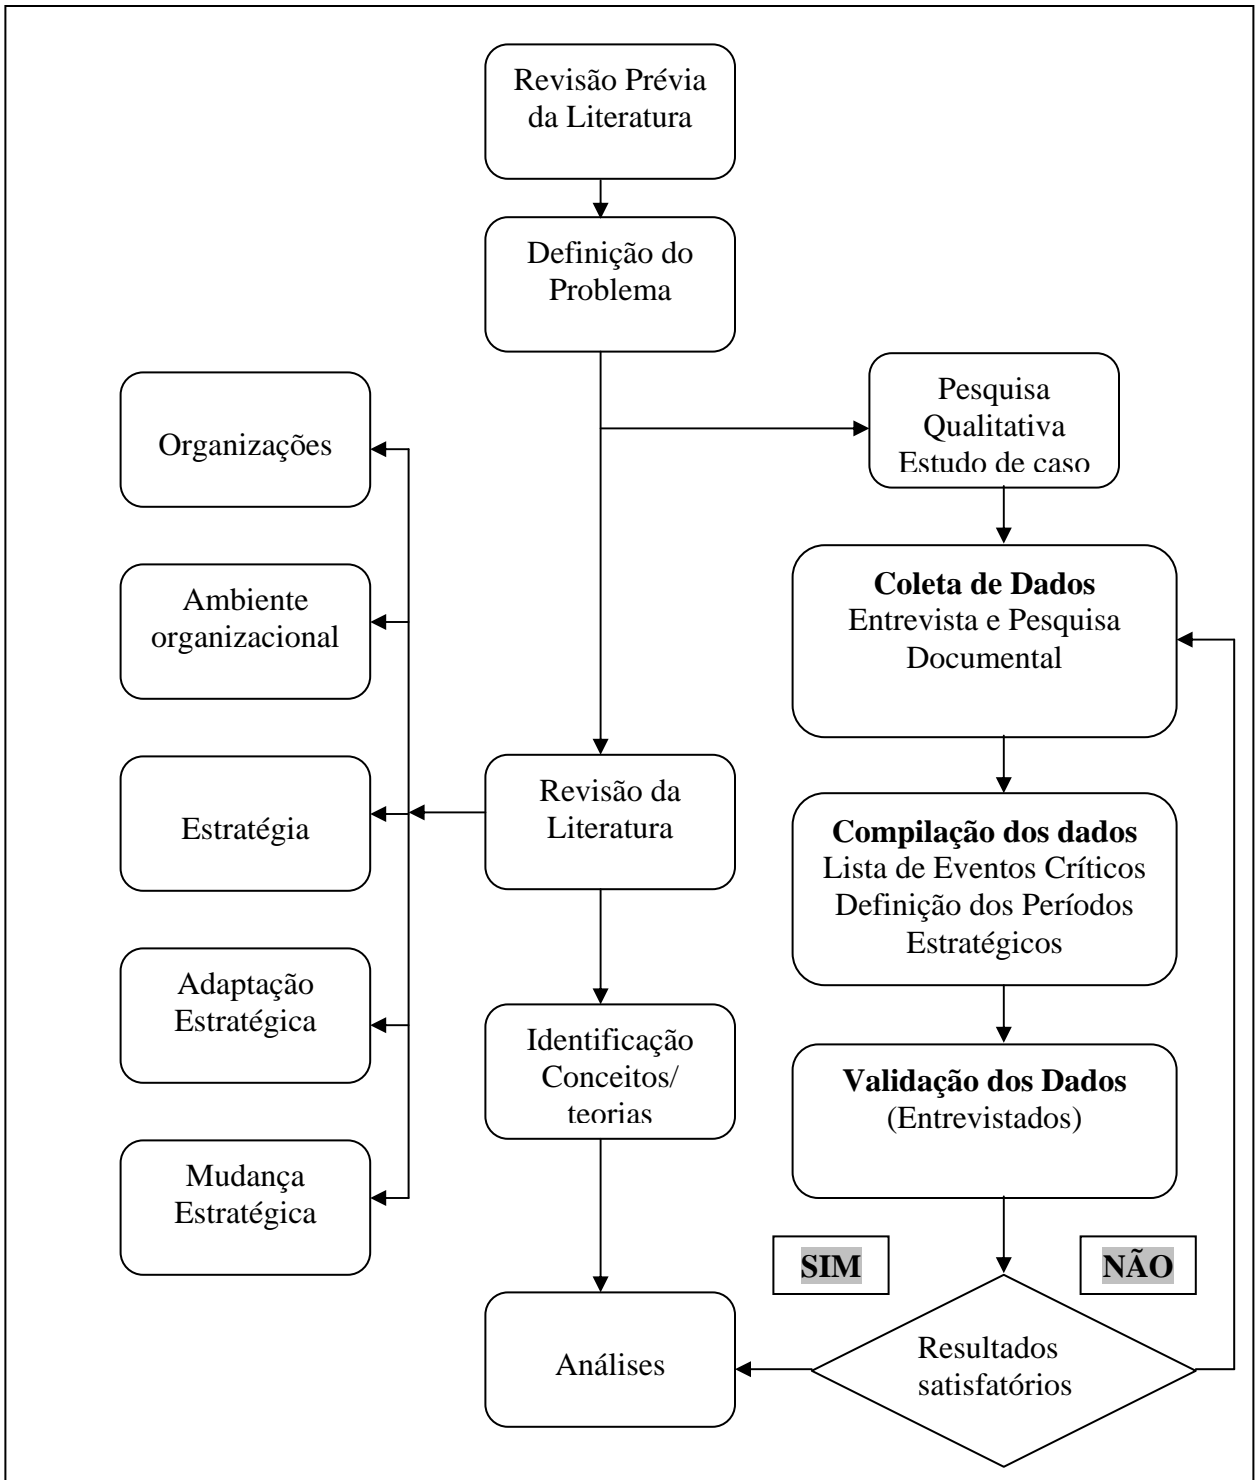 Revisão Prévia
da Literatura
Definição do
Problema
Pesquisa
Qualitativa
Estudo de caso
Organizações
Ambiente
organizacional
Estratégia
Adaptação
Estratégica
Mudança
Estratégica
Revisão da
Literatura
Identificação
Conceitos/
teorias
Análises
Coleta de Dados
Entrevista e Pesquisa
Documental
Compilação dos dados
Lista de Eventos Críticos
Definição dos Períodos
Estratégicos
Validação dos Dados
(Entrevistados)
SIM
NÃO
Resultados
satisfatórios